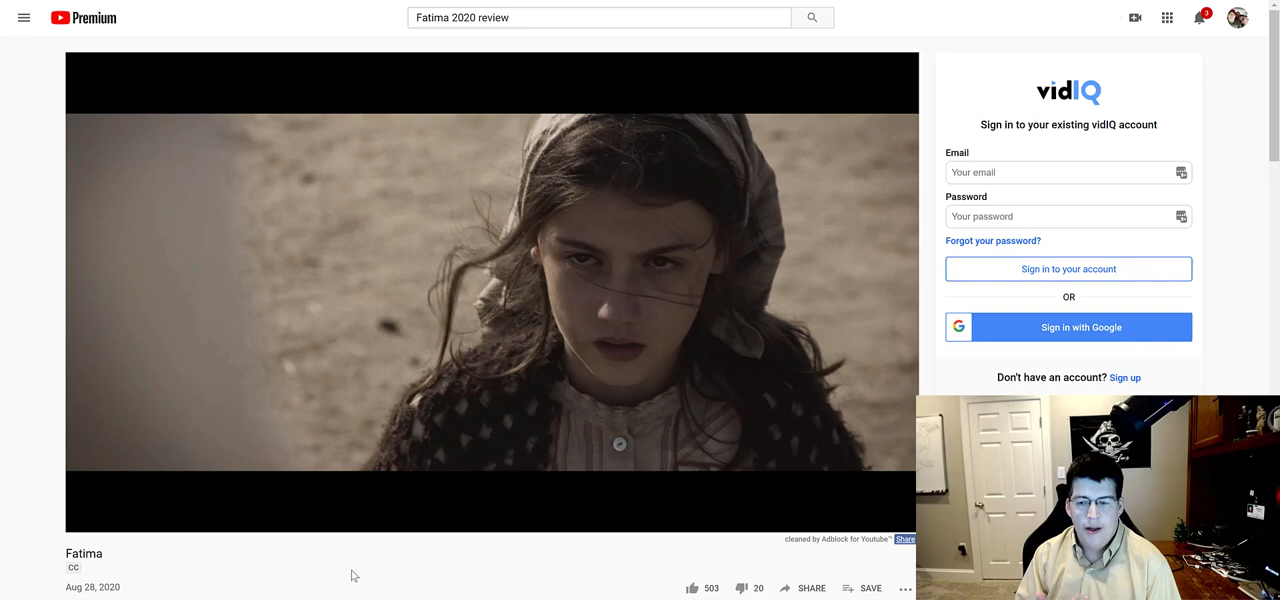 Premium
Fatima 2020 review
3
vidIQ
Sign in to your existing vidIQ account
Email
Your email
Password
Your password
Forgot your password?
Sign in to your account
OR
Sign in with Google
Don't have an account? Sign up
cleaned by Adblock for Youtube™ Share
Fatima
CC
Aug 28, 2020
503
20
SHARE
SAVE